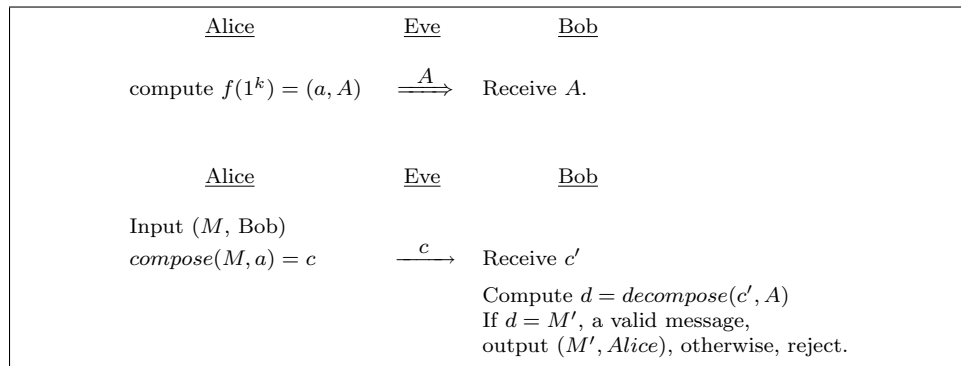 Alice Eve Bob
A
compute f(1^k) = (a, A) ⟹ Receive A.
Alice Eve Bob
Input (M, Bob)
c
compose(M, a) = c ⟶ Receive c′
Compute d = decompose(c′, A)
If d = M′, a valid message,
output (M′, Alice), otherwise, reject.